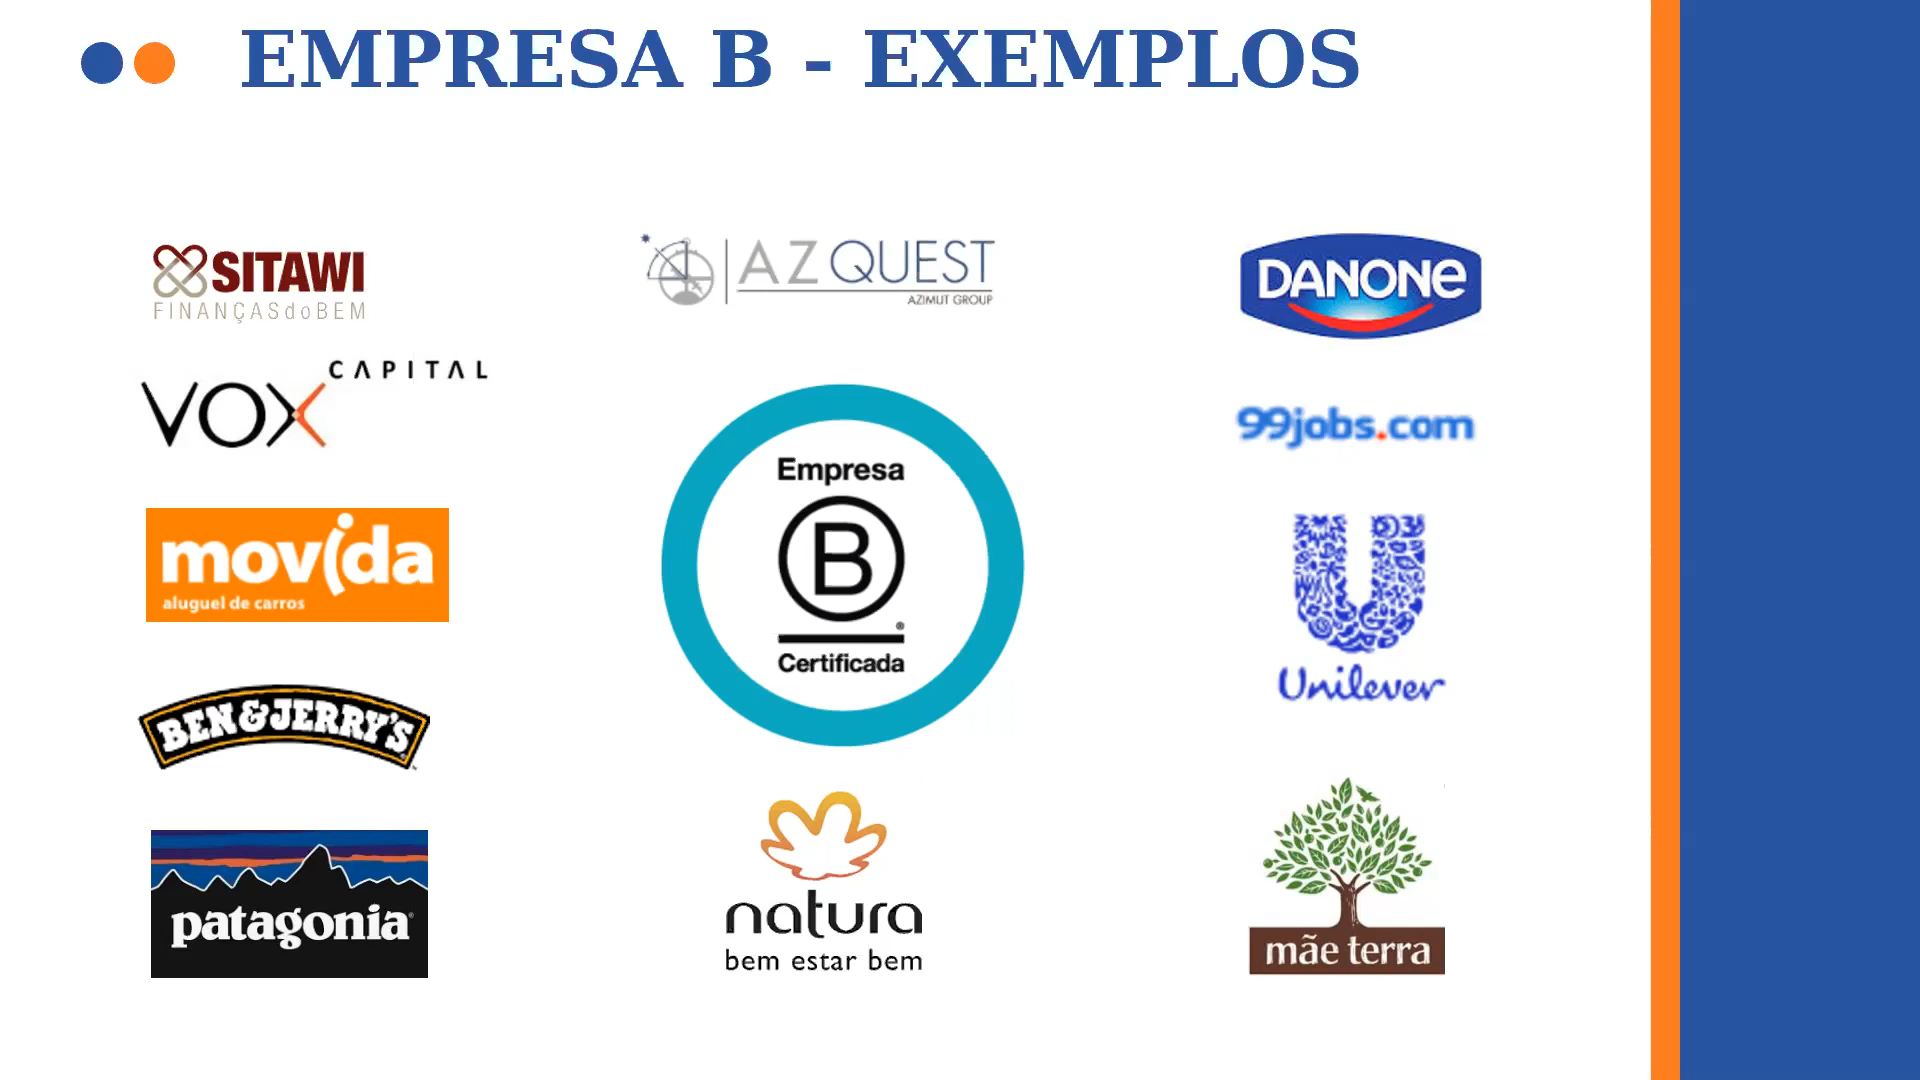 EMPRESA B - EXEMPLOS
SITAWI
FINANÇASdoBEM
VOX CAPITAL
movida
aluguel de carros
BEN & JERRY'S
patagonia
AZ QUEST
AZIMUT GROUP
Empresa
B
Certificada
natura
bem estar bem
DANONE
99jobs.com
Unilever
mãe terra